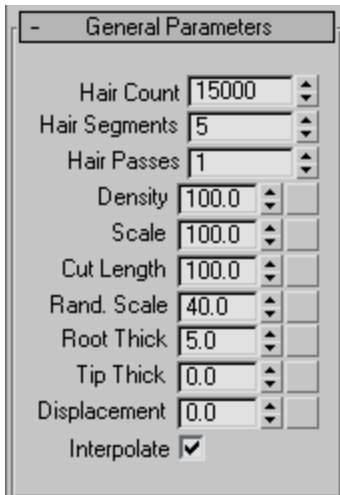 - General Parameters
Hair Count 15000
Hair Segments 5
Hair Passes 1
Density 100.0
Scale 100.0
Cut Length 100.0
Rand. Scale 40.0
Root Thick 5.0
Tip Thick 0.0
Displacement 0.0
Interpolate